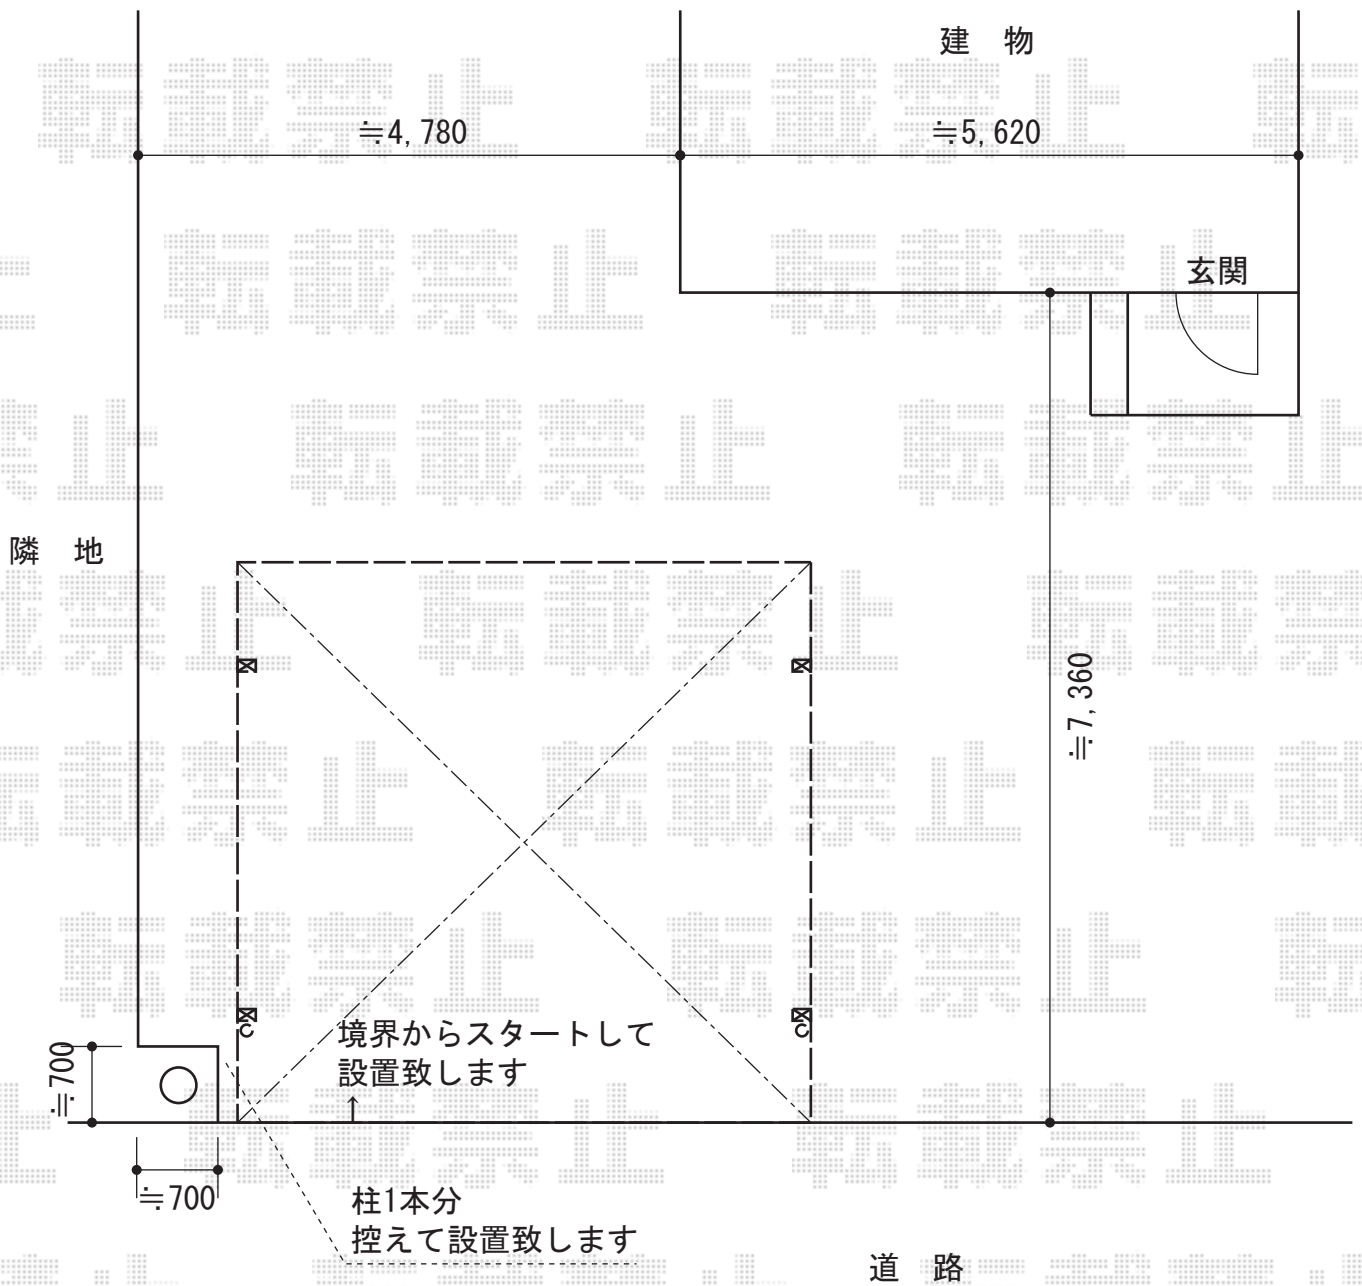 建 物
≒4,780
≒5,620
玄関
隣 地
≒7,360
境界からスタートして
設置致します
≒700
≒700
柱1本分
控えて設置致します
道 路
転載禁止